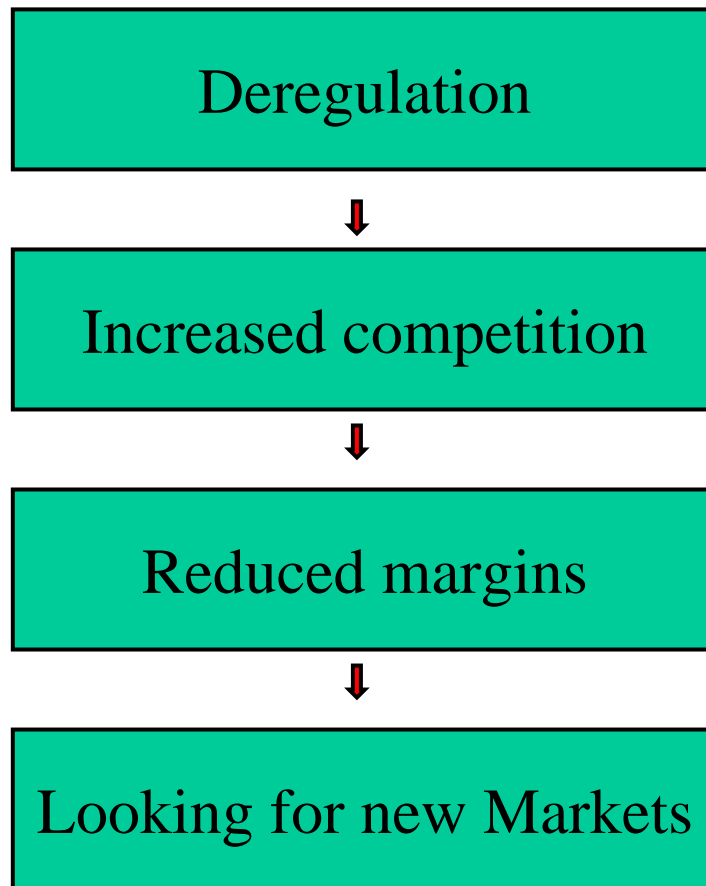 Deregulation
Increased competition
Reduced margins
Looking for new Markets